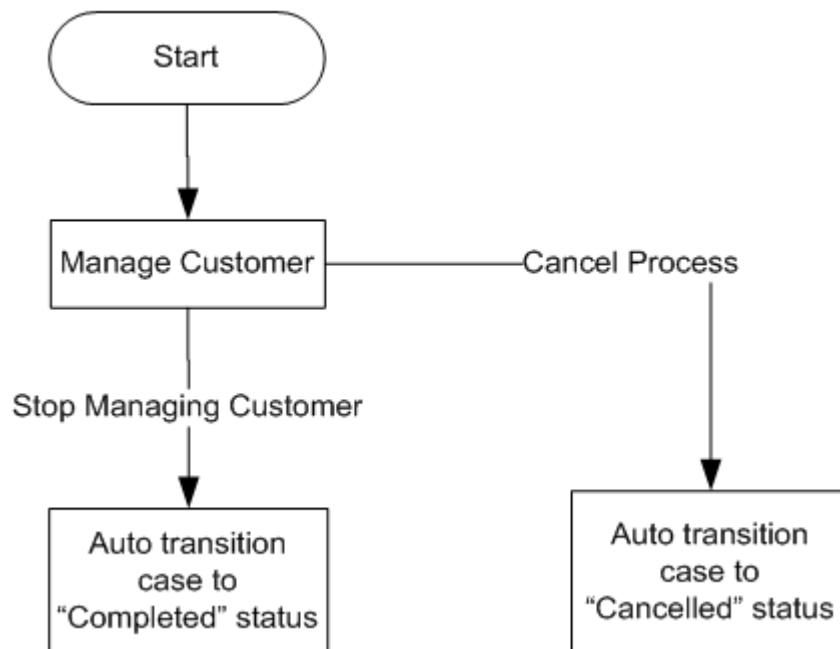 Start
Manage Customer
Cancel Process
Stop Managing Customer
Auto transition
case to
“Completed” status
Auto transition
case to
“Cancelled” status